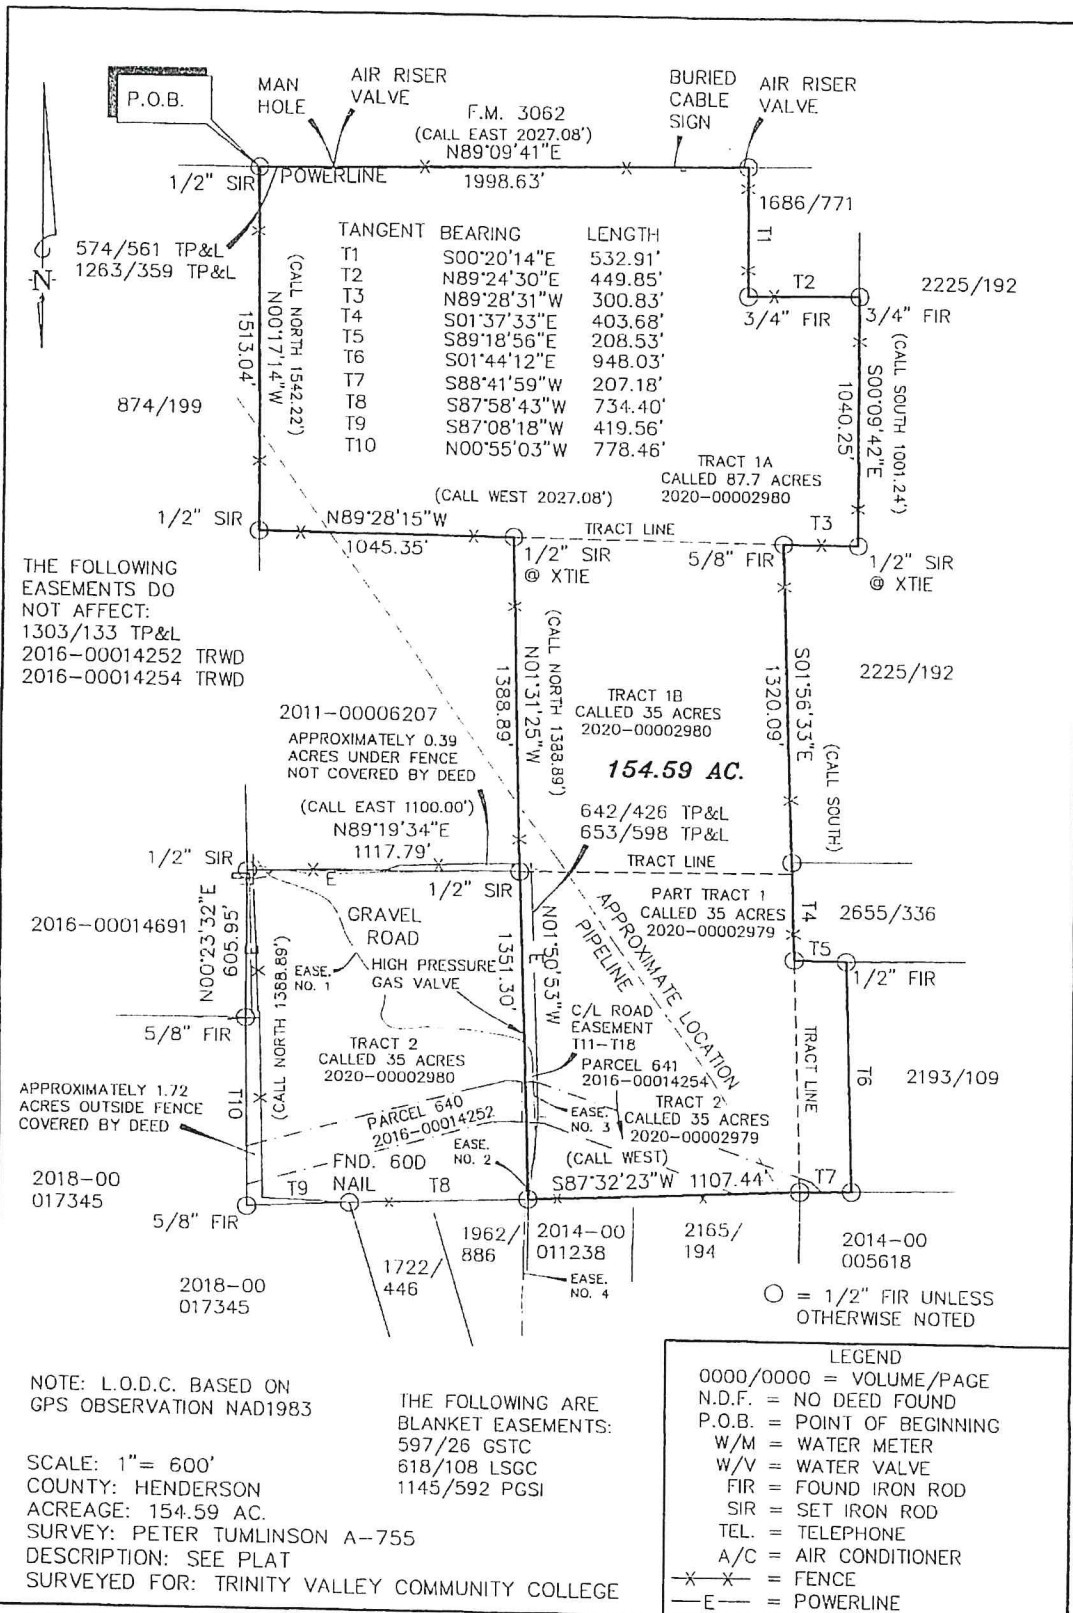 P.O.B.
MAN
HOLE
AIR RISER
VALVE
F.M. 3062
(CALL EAST 2027.08')
N89°09'41"E
1998.63'
BURIED
CABLE
SIGN
AIR RISER
VALVE
1/2" SIR
POWERLINE
1686/771
574/561 TP&L
1263/359 TP&L
N
(CALL NORTH 1542.22')
N00°17'14"W
1513.04'
TANGENT BEARING LENGTH
T1 S00°20'14"E 532.91'
T2 N89°24'30"E 449.85'
T3 N89°28'31"W 300.83'
T4 S01°37'33"E 403.68'
T5 S89°18'56"E 208.53'
T6 S01°44'12"E 948.03'
T7 S88°41'59"W 207.18'
T8 S87°58'43"W 734.40'
T9 S87°08'18"W 419.56'
T10 N00°55'03"W 778.46'
T1
T2
2225/192
3/4" FIR
3/4" FIR
(CALL SOUTH 1001.24')
S00°09'42"E
1040.25'
874/199
TRACT 1A
CALLED 87.7 ACRES
2020-00002980
(CALL WEST 2027.08')
1/2" SIR
N89°28'15"W
1045.35'
TRACT LINE
T3
1/2" SIR
@ XTIE
5/8" FIR
1/2" SIR
@ XTIE
THE FOLLOWING
EASEMENTS DO
NOT AFFECT:
1303/133 TP&L
2016-00014252 TRWD
2016-00014254 TRWD
(CALL NORTH 1388.89')
N01°31'25"W
1388.89'
S01°56'33"E
1320.09'
(CALL SOUTH)
2225/192
TRACT 1B
CALLED 35 ACRES
2020-00002980
154.59 AC.
2011-00006207
APPROXIMATELY 0.39
ACRES UNDER FENCE
NOT COVERED BY DEED
(CALL EAST 1100.00')
N89°19'34"E
1117.79'
642/426 TP&L
653/598 TP&L
1/2" SIR
E
1/2" SIR
TRACT LINE
PART TRACT 1
CALLED 35 ACRES
2020-00002979
T4
2655/336
T5
1/2" FIR
2016-00014691
N00°23'32"E
605.95'
E
EASE.
NO. 1
GRAVEL
ROAD
HIGH PRESSURE
GAS VALVE
1351.30'
N01°50'53"W
E
APPROXIMATE LOCATION
PIPELINE
5/8" FIR
(CALL NORTH 1388.89')
TRACT 2
CALLED 35 ACRES
2020-00002980
C/L ROAD
EASEMENT
T11-T18
PARCEL 641
2016-00014254
TRACT LINE
T6
2193/109
APPROXIMATELY 1.72
ACRES OUTSIDE FENCE
COVERED BY DEED
T10
PARCEL 640
2016-00014252
EASE.
NO. 3
TRACT 2
CALLED 35 ACRES
2020-00002979
EASE.
NO. 2
(CALL WEST)
S87°32'23"W 1107.44'
T7
2018-00
017345
FND. 60D
NAIL
T9
T8
5/8" FIR
1962/
886
2014-00
011238
2165/
194
2014-00
005618
1722/
446
EASE.
NO. 4
2018-00
017345
= 1/2" FIR UNLESS
OTHERWISE NOTED
NOTE: L.O.D.C. BASED ON
GPS OBSERVATION NAD1983
THE FOLLOWING ARE
BLANKET EASEMENTS:
597/26 GSTC
618/108 LSGC
1145/592 PGSI
SCALE: 1"= 600'
COUNTY: HENDERSON
ACREAGE: 154.59 AC.
SURVEY: PETER TUMLINSON A-755
DESCRIPTION: SEE PLAT
SURVEYED FOR: TRINITY VALLEY COMMUNITY COLLEGE
LEGEND
0000/0000 = VOLUME/PAGE
N.D.F. = NO DEED FOUND
P.O.B. = POINT OF BEGINNING
W/M = WATER METER
W/V = WATER VALVE
FIR = FOUND IRON ROD
SIR = SET IRON ROD
TEL. = TELEPHONE
A/C = AIR CONDITIONER
X X = FENCE
E = POWERLINE